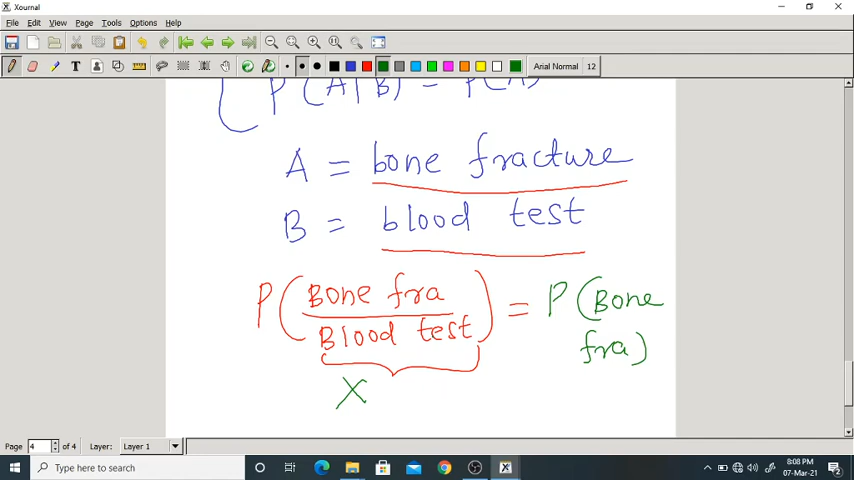 Xournal
File Edit View Page Tools Options Help
Arial Normal 12
P(A|B) = P(A)
A = bone fracture
B = blood test
P(Bone fra / Blood test) = P(Bone fra)
X
Page 4 of 4 Layer: Layer 1
Type here to search
8:08 PM
07-Mar-21
2